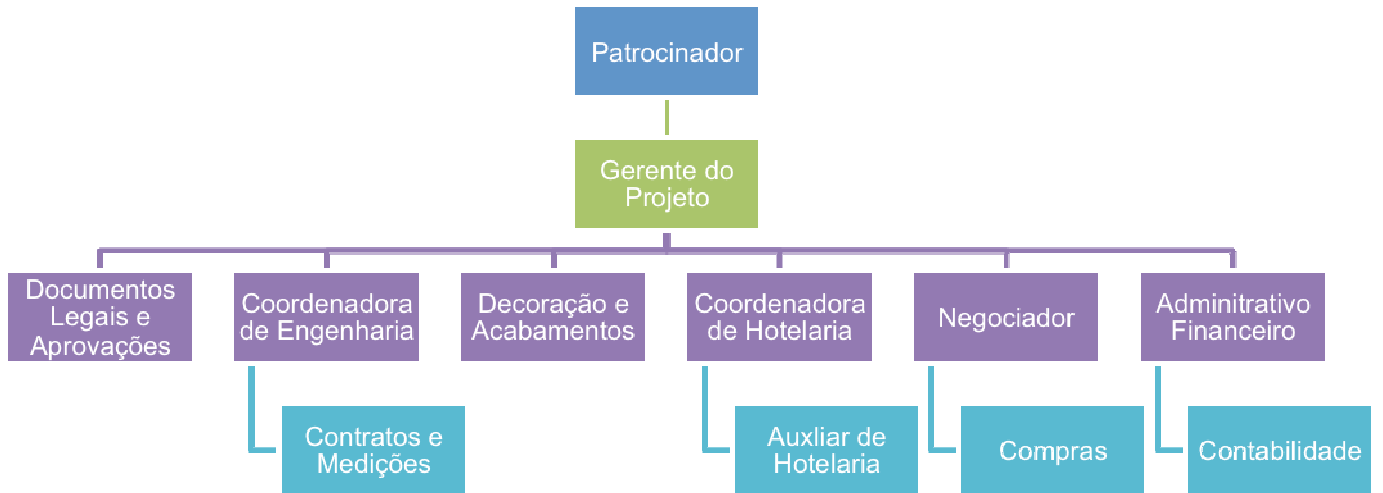 Patrocinador
Gerente do
Projeto
Documentos
Legais e
Aprovações
Coordenadora
de Engenharia
Decoração e
Acabamentos
Coordenadora
de Hotelaria
Negociador
Adminitrativo
Financeiro
Contratos e
Medições
Auxliar de
Hotelaria
Compras
Contabilidade